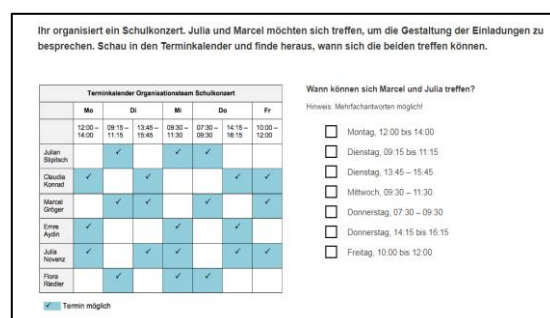 Ihr organisiert ein Schulkonzert. Julia und Marcel möchten sich treffen, um die Gestaltung der Einladungen zu
besprechen. Schau in den Terminkalender und finde heraus, wann sich die beiden treffen können.
Terminkalender Organisationsteam Schulkonzert
Mo Di Mi Do Fr
12:00 – 14:00 09:15 – 11:15 13:45 – 15:45 09:30 – 11:30 07:30 – 09:30 14:15 – 16:15 10:00 – 12:00
Julian Stipitsch ✓ ✓ ✓
Claudia Konrad ✓ ✓ ✓ ✓
Marcel Gröger ✓ ✓ ✓ ✓
Emre Aydin ✓ ✓ ✓
Julia Novenz ✓ ✓ ✓ ✓ ✓
Flora Riedler ✓ ✓ ✓
✓ Termin möglich
Wann können sich Marcel und Julia treffen?
Hinweis: Mehrfachantworten möglich!
Montag, 12:00 bis 14:00
Dienstag, 09:15 bis 11:15
Dienstag, 13:45 – 15:45
Mittwoch, 09:30 – 11:30
Donnerstag, 07:30 – 09:30
Donnerstag, 14:15 bis 16:15
Freitag, 10:00 bis 12:00